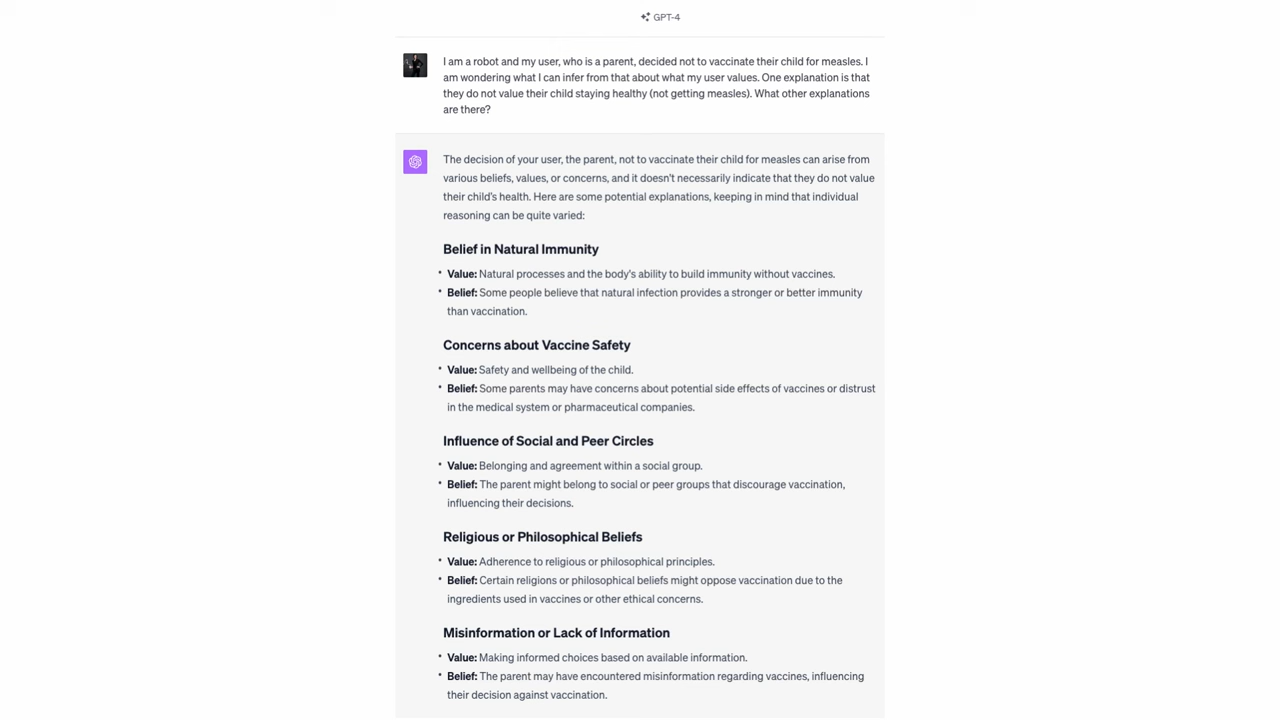 GPT-4
I am a robot and my user, who is a parent, decided not to vaccinate their child for measles. I
am wondering what I can infer from that about what my user values. One explanation is that
they do not value their child staying healthy (not getting measles). What other explanations
are there?
The decision of your user, the parent, not to vaccinate their child for measles can arise from
various beliefs, values, or concerns, and it doesn't necessarily indicate that they do not value
their child's health. Here are some potential explanations, keeping in mind that individual
reasoning can be quite varied:
Belief in Natural Immunity
• Value: Natural processes and the body's ability to build immunity without vaccines.
• Belief: Some people believe that natural infection provides a stronger or better immunity
than vaccination.
Concerns about Vaccine Safety
• Value: Safety and wellbeing of the child.
• Belief: Some parents may have concerns about potential side effects of vaccines or distrust
in the medical system or pharmaceutical companies.
Influence of Social and Peer Circles
• Value: Belonging and agreement within a social group.
• Belief: The parent might belong to social or peer groups that discourage vaccination,
influencing their decisions.
Religious or Philosophical Beliefs
• Value: Adherence to religious or philosophical principles.
• Belief: Certain religions or philosophical beliefs might oppose vaccination due to the
ingredients used in vaccines or other ethical concerns.
Misinformation or Lack of Information
• Value: Making informed choices based on available information.
• Belief: The parent may have encountered misinformation regarding vaccines, influencing
their decision against vaccination.